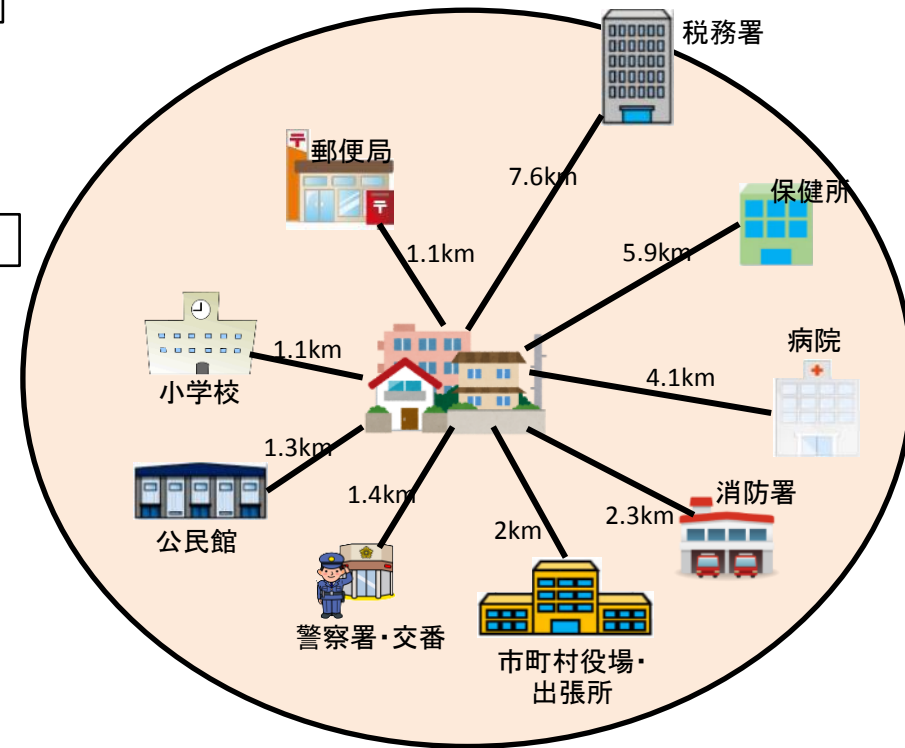 税務署
郵便局
保健所
7.6km
1.1km
5.9km
病院
1.1km
4.1km
小学校
1.3km
1.4km
消防署
2.3km
2km
公民館
警察署・交番
市町村役場・
出張所